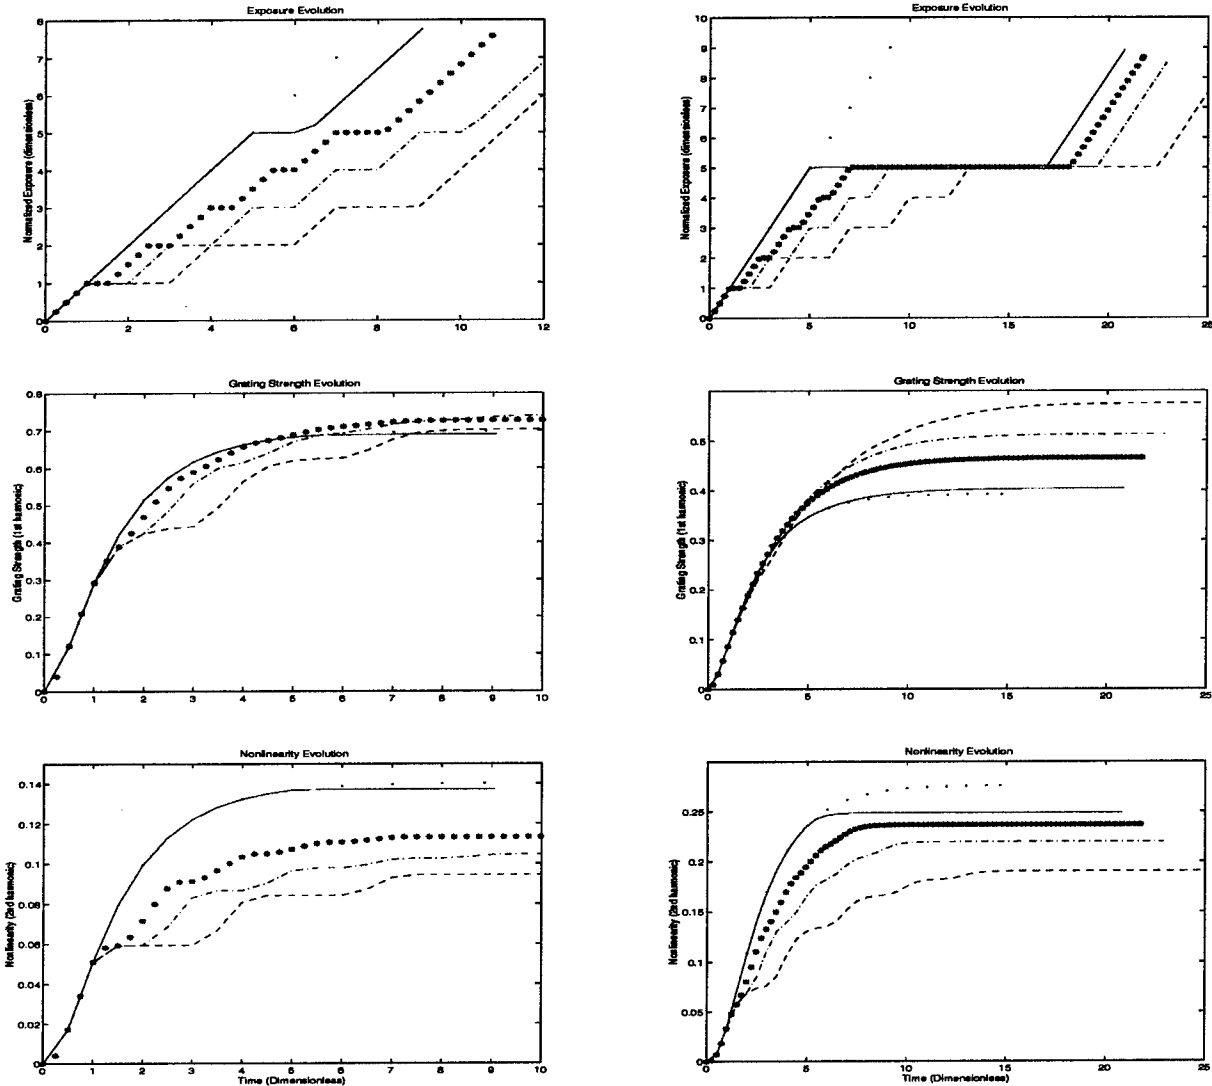 Exposure Evolution
8
7
6
5
4
3
2
1
0
Normalized Exposure (dimensionless)
0 2 4 6 8 10 12
Exposure Evolution
10
9
8
7
6
5
4
3
2
1
0
Normalized Exposure (dimensionless)
0 5 10 15 20 25
Grating Strength Evolution
0.8
0.7
0.6
0.5
0.4
0.3
0.2
0.1
0
Grating Strength (1st harmonic)
0 1 2 3 4 5 6 7 8 9 10
Grating Strength Evolution
0.5
0.4
0.3
0.2
0.1
0
Grating Strength (1st harmonic)
0 5 10 15 20 25
Nonlinearity Evolution
0.14
0.12
0.1
0.08
0.06
0.04
0.02
0
Nonlinearity (2nd harmonic)
0 1 2 3 4 5 6 7 8 9 10
Time (Dimensionless)
Nonlinearity Evolution
0.25
0.2
0.15
0.1
0.05
0
Nonlinearity (2nd harmonic)
0 5 10 15 20 25
Time (Dimensionless)